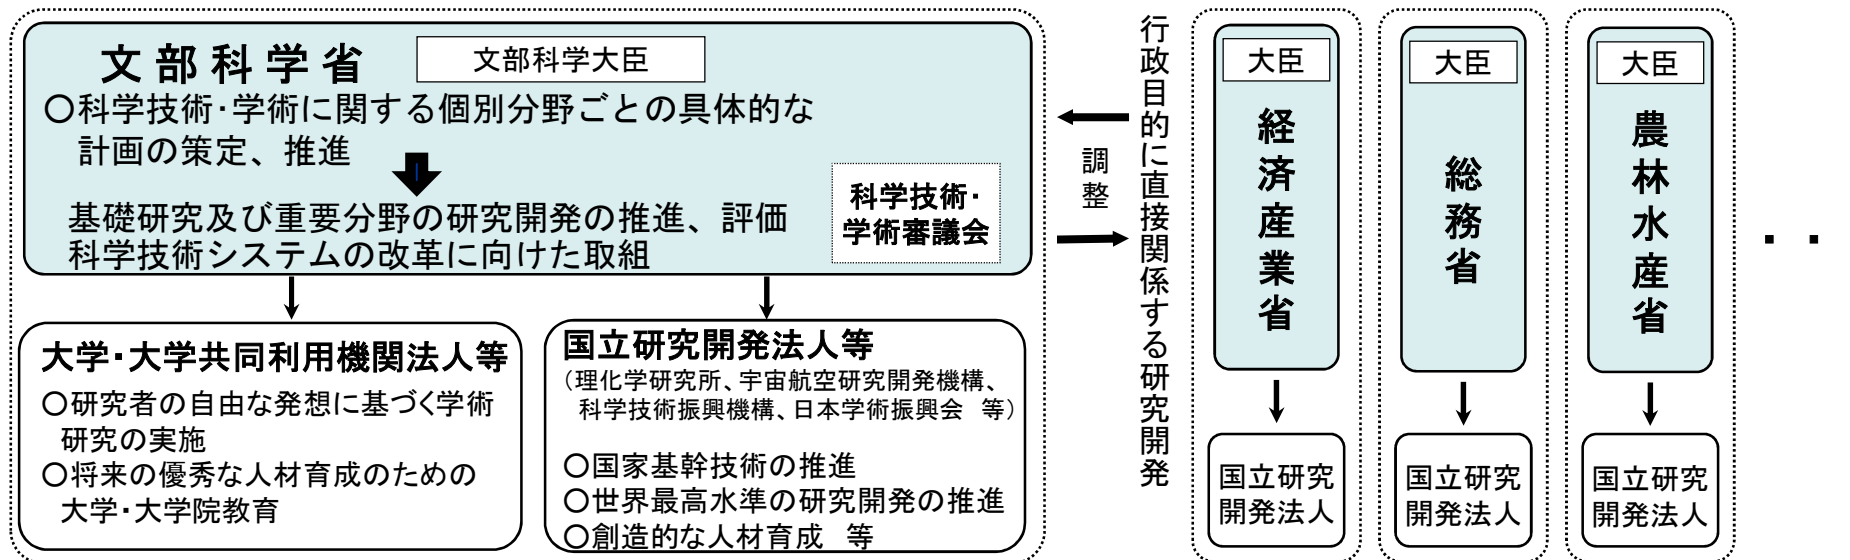 文部科学省
文部科学大臣
○科学技術・学術に関する個別分野ごとの具体的な
計画の策定、推進
基礎研究及び重要分野の研究開発の推進、評価
科学技術システムの改革に向けた取組
科学技術・
学術審議会
大学・大学共同利用機関法人等
○研究者の自由な発想に基づく学術
研究の実施
○将来の優秀な人材育成のための
大学・大学院教育
国立研究開発法人等
（理化学研究所、宇宙航空研究開発機構、
科学技術振興機構、日本学術振興会　等）
○国家基幹技術の推進
○世界最高水準の研究開発の推進
○創造的な人材育成　等
調整
行政目的に直接関係する研究開発
大臣
経済産業省
国立研究
開発法人
大臣
総務省
国立研究
開発法人
大臣
農林水産省
国立研究
開発法人
・・